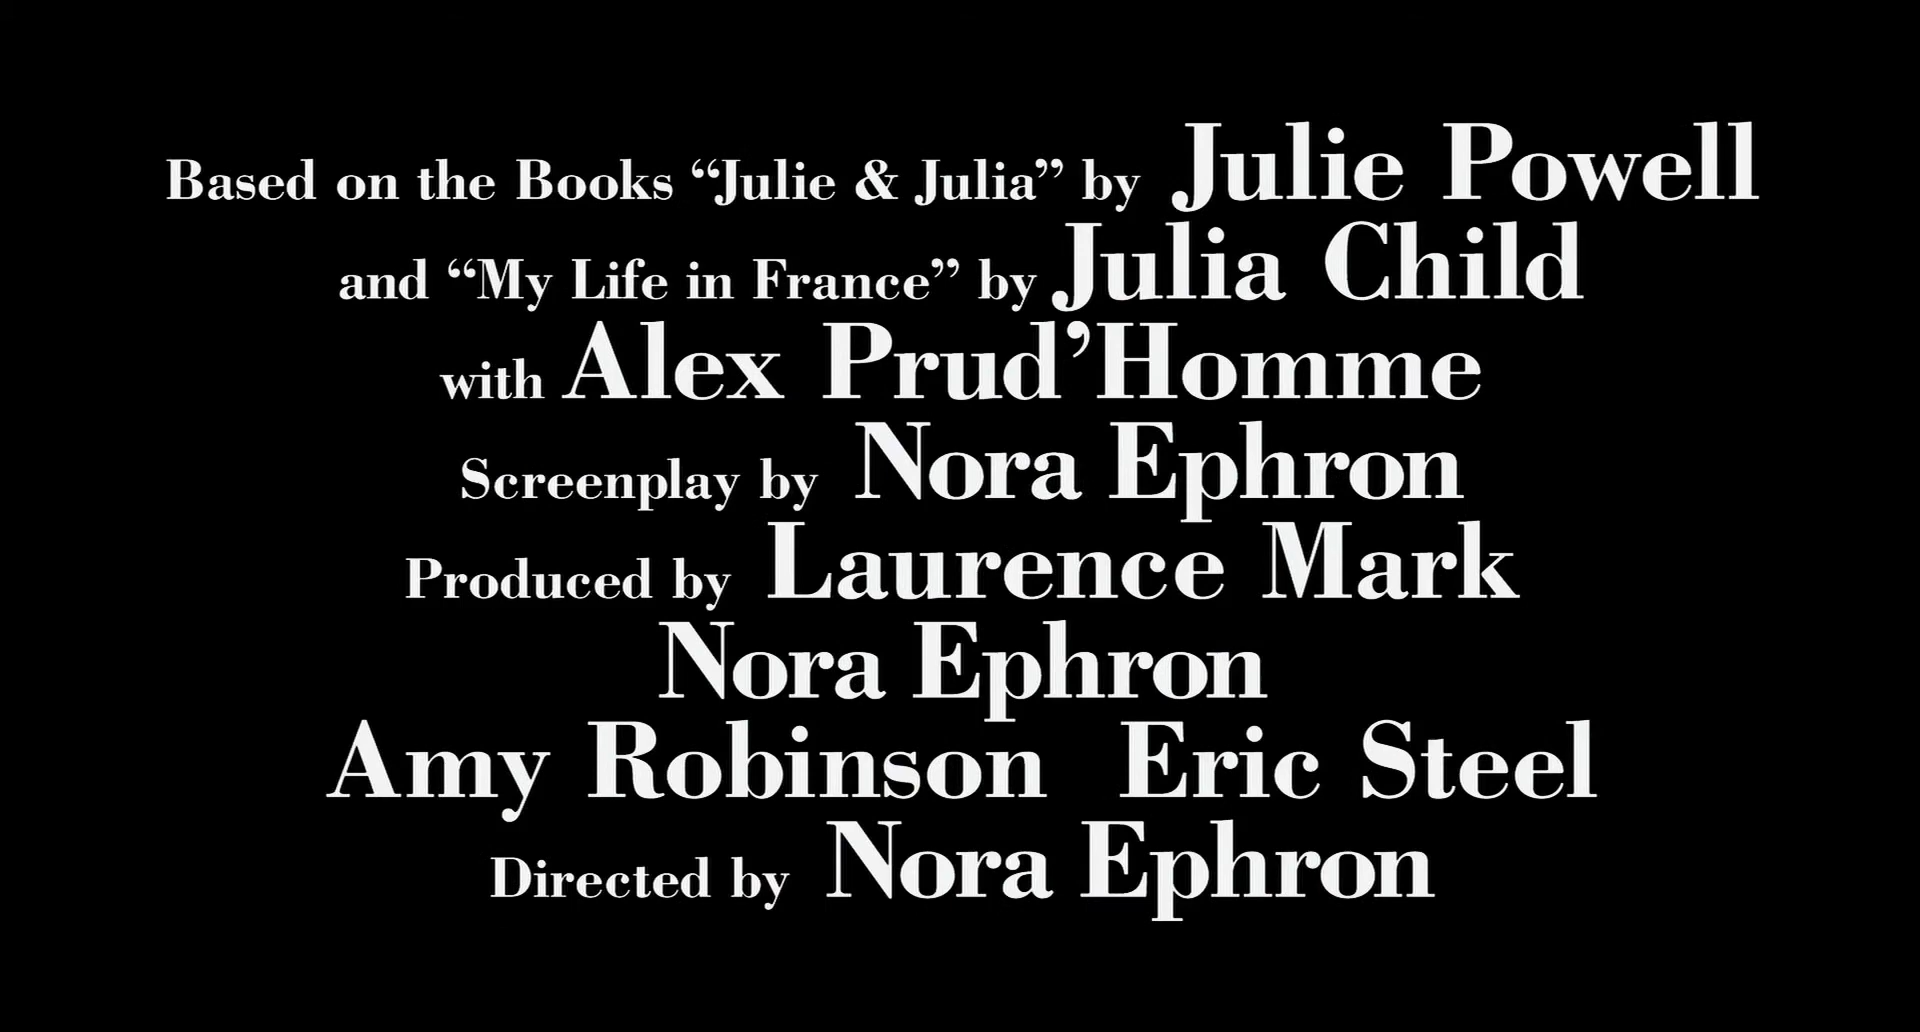 Based on the Books “Julie & Julia” by Julie Powell
and “My Life in France” by Julia Child
with Alex Prud’Homme
Screenplay by Nora Ephron
Produced by Laurence Mark
Nora Ephron
Amy Robinson Eric Steel
Directed by Nora Ephron